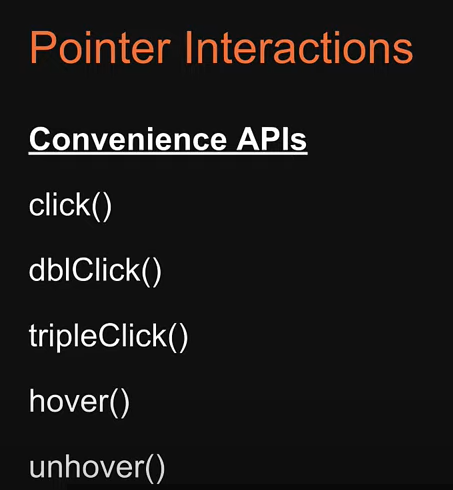 Pointer Interactions
Convenience APIs
click()
dblClick()
tripleClick()
hover()
unhover()